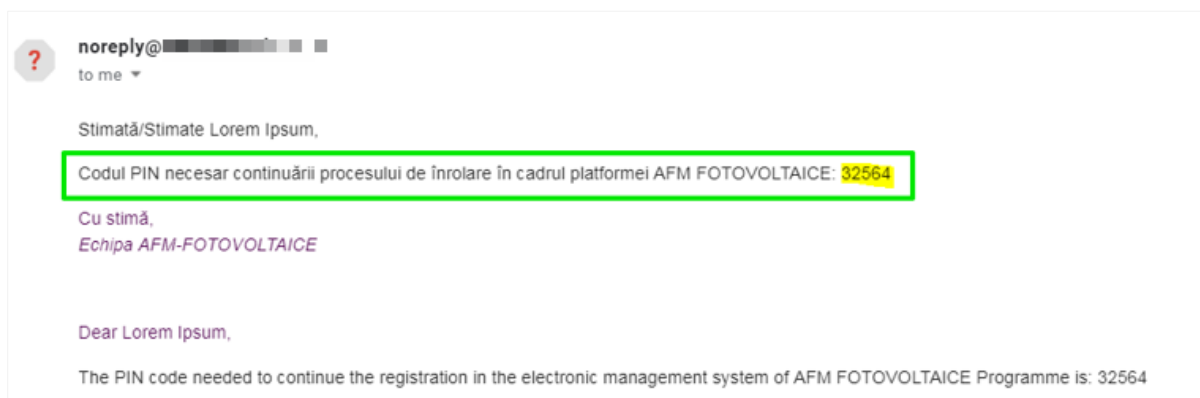 noreply@
?
to me
Stimată/Stimate Lorem Ipsum,
Codul PIN necesar continuării procesului de înrolare în cadrul platformei AFM FOTOVOLTAICE: 32564
Cu stimă,
Echipa AFM-FOTOVOLTAICE
Dear Lorem Ipsum,
The PIN code needed to continue the registration in the electronic management system of AFM FOTOVOLTAICE Programme is: 32564